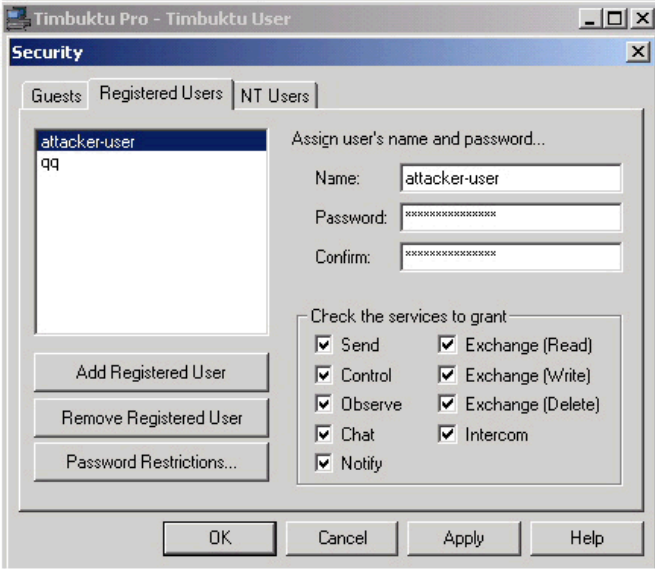 Timbuktu Pro - Timbuktu User
Security
Guests Registered Users NT Users
attacker-user
qq
Assign user's name and password...
Name: attacker-user
Password: ***************
Confirm: ***************
Check the services to grant
Send Exchange (Read)
Control Exchange (Write)
Observe Exchange (Delete)
Chat Intercom
Notify
Add Registered User
Remove Registered User
Password Restrictions...
OK Cancel Apply Help